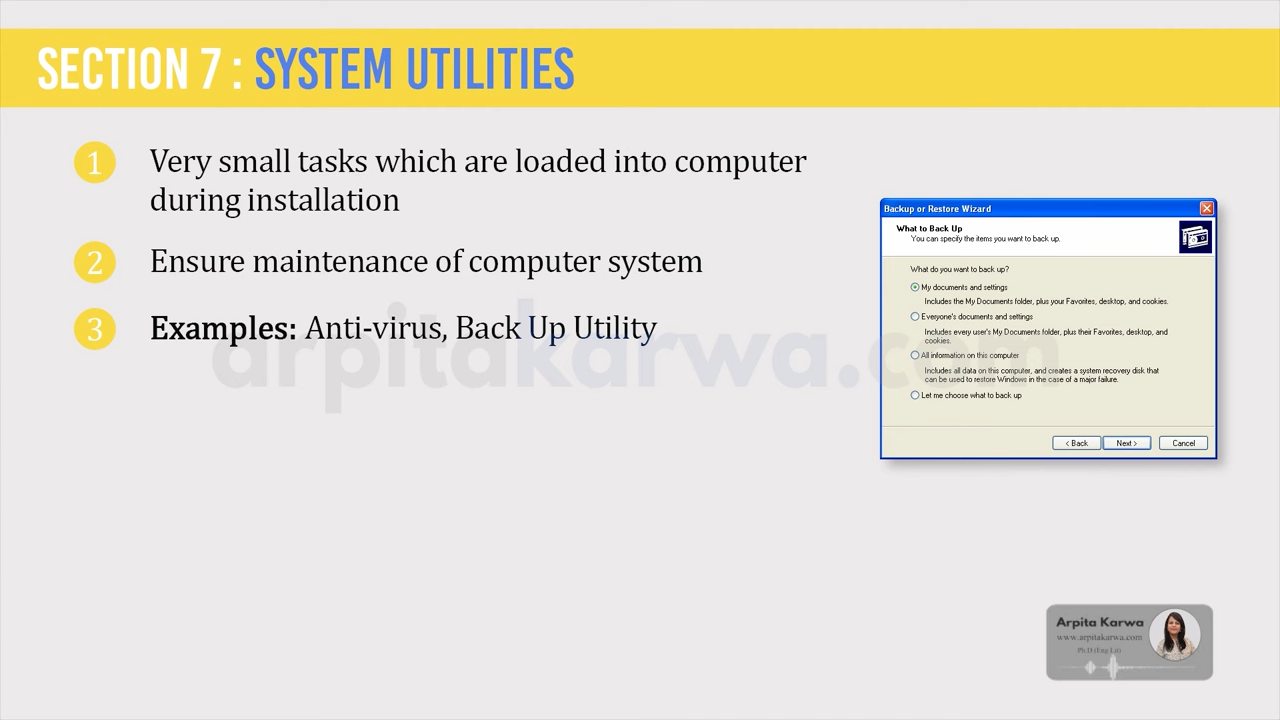 SECTION 7 : SYSTEM UTILITIES
1 Very small tasks which are loaded into computer
during installation
2 Ensure maintenance of computer system
3 Examples: Anti-virus, Back Up Utility
arpitakarwa.com
Backup or Restore Wizard
What to Back Up
You can specify the items you want to back up.
What do you want to back up?
My documents and settings
Includes the My Documents folder, plus your Favorites, desktop, and cookies.
Everyone's documents and settings
Includes every user's My Documents folder, plus their Favorites, desktop, and
cookies.
All information on this computer
Includes all data on this computer, and creates a system recovery disk that
can be used to restore Windows in the case of a major failure.
Let me choose what to back up
< Back Next > Cancel
Arpita Karwa
www.arpitakarwa.com
Ph.D (Eng Lit)